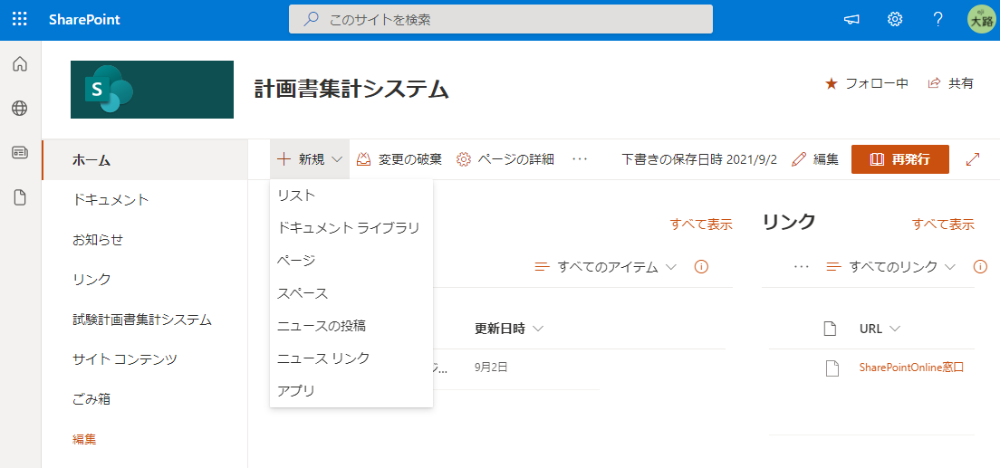 SharePoint
このサイトを検索
大路
S
計画書集計システム
フォロー中
共有
ホーム
ドキュメント
お知らせ
リンク
試験計画書集計システム
サイト コンテンツ
ごみ箱
編集
新規
変更の破棄
ページの詳細
...
下書きの保存日時 2021/9/2
編集
再発行
リスト
ドキュメント ライブラリ
ページ
スペース
ニュースの投稿
ニュース リンク
アプリ
すべて表示
すべてのアイテム
更新日時
ジ...
9月2日
リンク
すべて表示
...
すべてのリンク
URL
SharePointOnline窓口